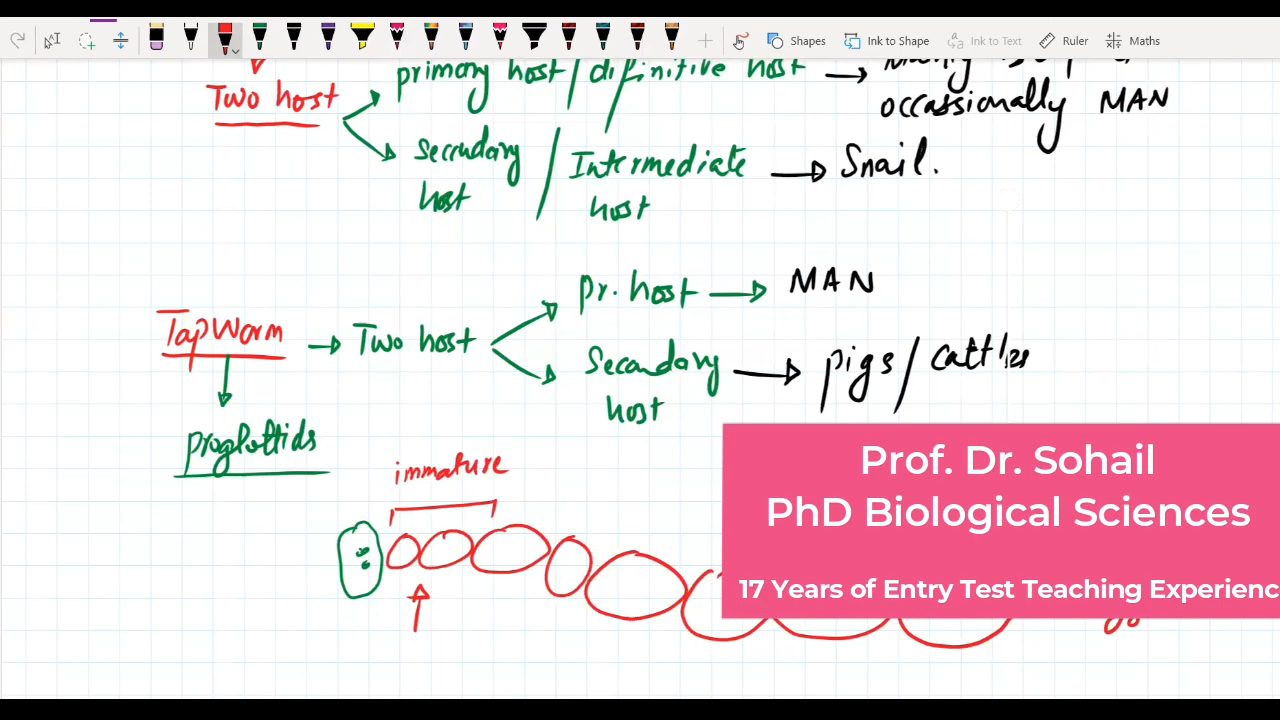 Shapes
Ink to Shape
Ink to Text
Ruler
Maths
primary host / difinitive host →
Two host
occassionally MAN
Secondary host / Intermediate host → Snail.
Pr. host → MAN
TapWorm → Two host
Secondary host → pigs / Cattles
proglottids
immature
Prof. Dr. Sohail
PhD Biological Sciences
17 Years of Entry Test Teaching Experienc